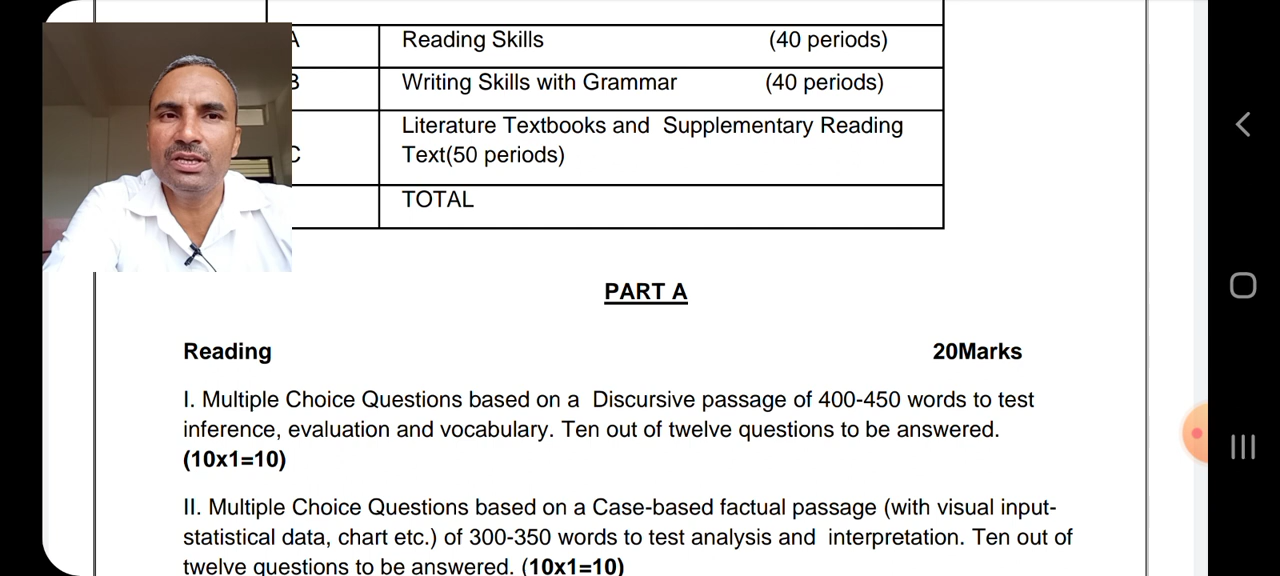 A Reading Skills (40 periods)
B Writing Skills with Grammar (40 periods)
Literature Textbooks and Supplementary Reading
C Text(50 periods)
TOTAL
PART A
Reading 20Marks
I. Multiple Choice Questions based on a Discursive passage of 400-450 words to test
inference, evaluation and vocabulary. Ten out of twelve questions to be answered.
(10x1=10)
II. Multiple Choice Questions based on a Case-based factual passage (with visual input-
statistical data, chart etc.) of 300-350 words to test analysis and interpretation. Ten out of
twelve questions to be answered. (10x1=10)